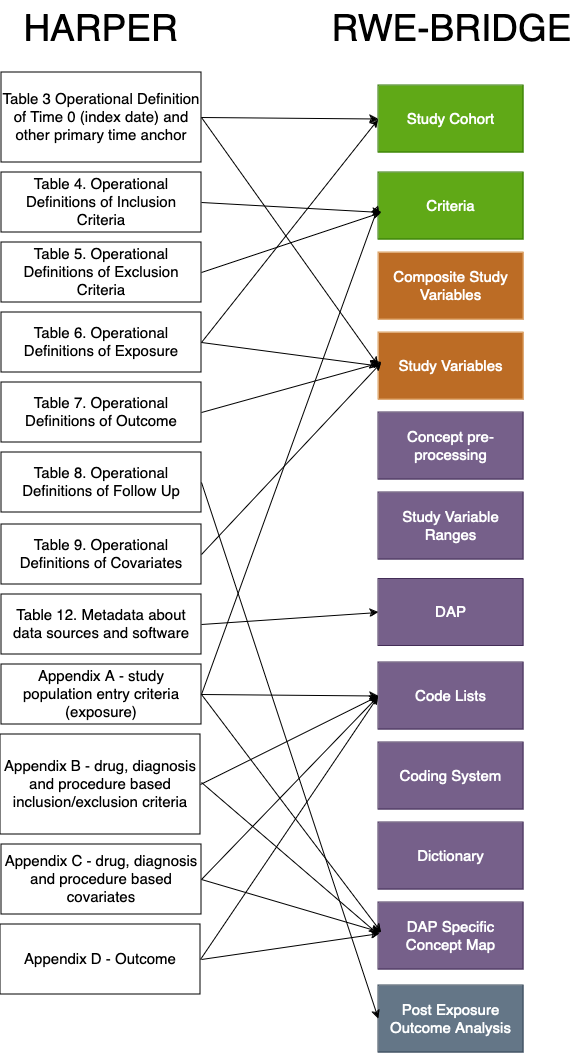 HARPER
Table 3 Operational Definition
of Time 0 (index date) and
other primary time anchor
Table 4. Operational
Definitions of Inclusion
Criteria
Table 5. Operational
Definitions of Exclusion
Criteria
Table 6. Operational
Definitions of Exposure
Table 7. Operational
Definitions of Outcome
Table 8. Operational
Definitions of Follow Up
Table 9. Operational
Definitions of Covariates
Table 12. Metadata about
data sources and software
Appendix A - study
population entry criteria
(exposure)
Appendix B - drug, diagnosis
and procedure based
inclusion/exclusion criteria
Appendix C - drug, diagnosis
and procedure based
covariates
Appendix D - Outcome
RWE-BRIDGE
Study Cohort
Criteria
Composite Study
Variables
Study Variables
Concept pre-
processing
Study Variable
Ranges
DAP
Code Lists
Coding System
Dictionary
DAP Specific
Concept Map
Post Exposure
Outcome Analysis